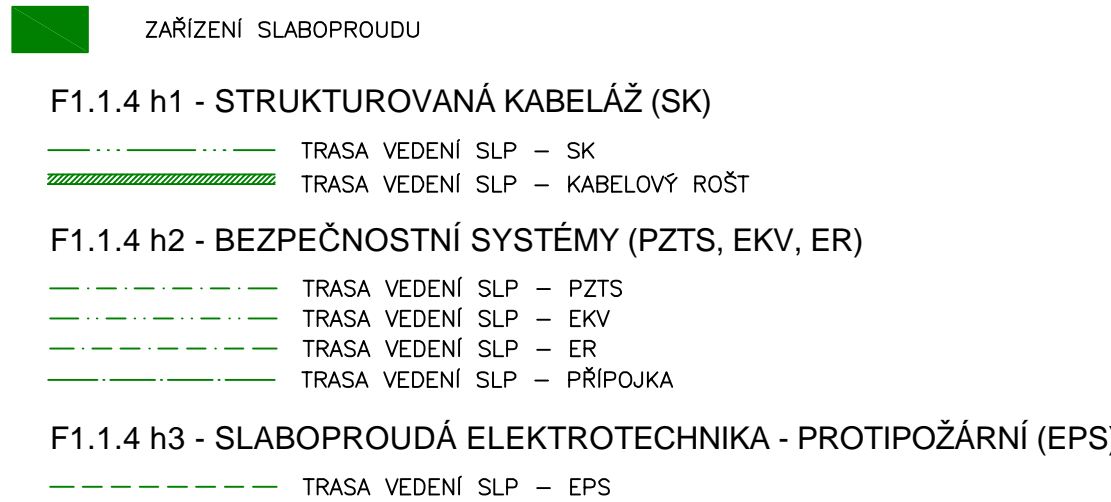 ZAŘÍZENÍ SLABOPROUDU
F1.1.4 h1 - STRUKTUROVANÁ KABELÁŽ (SK)
TRASA VEDENÍ SLP – SK
TRASA VEDENÍ SLP – KABELOVÝ ROŠT
F1.1.4 h2 - BEZPEČNOSTNÍ SYSTÉMY (PZTS, EKV, ER)
TRASA VEDENÍ SLP – PZTS
TRASA VEDENÍ SLP – EKV
TRASA VEDENÍ SLP – ER
TRASA VEDENÍ SLP – PŘÍPOJKA
F1.1.4 h3 - SLABOPROUDÁ ELEKTROTECHNIKA - PROTIPOŽÁRNÍ (EPS)
TRASA VEDENÍ SLP – EPS